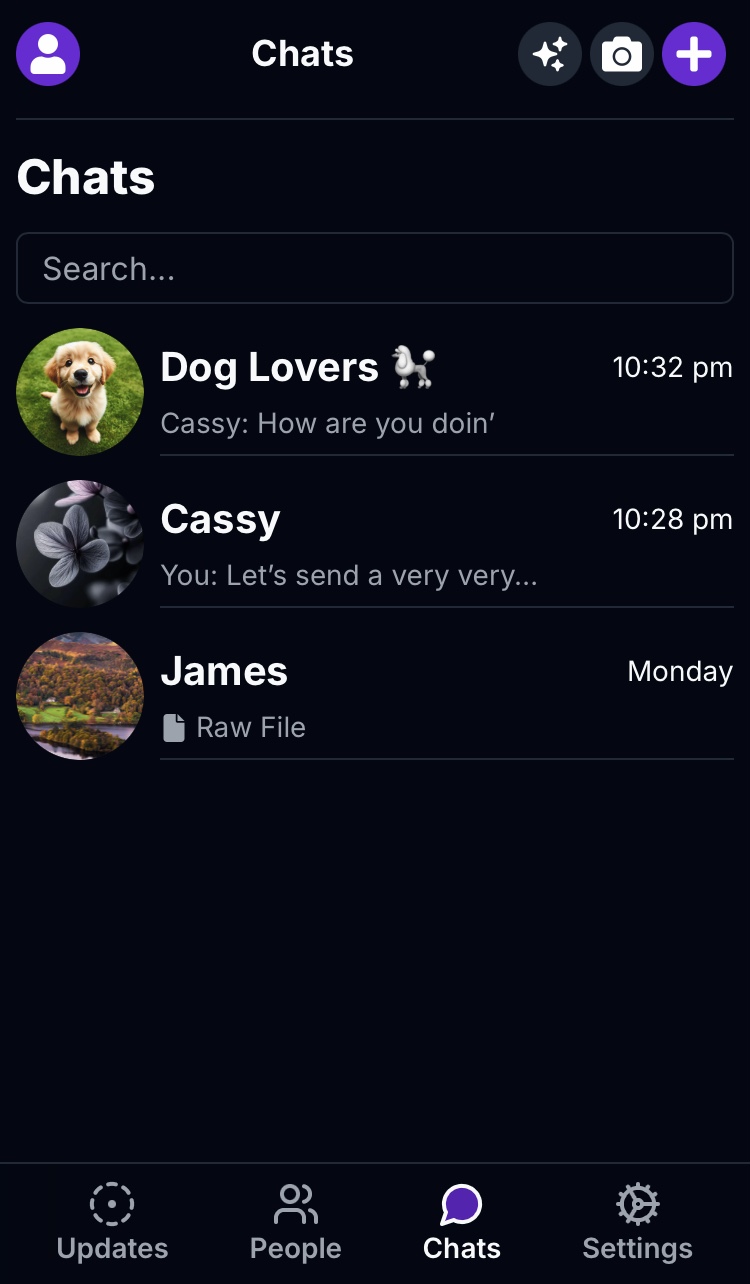 Chats
Chats
Search...
Dog Lovers 🐩
10:32 pm
Cassy: How are you doin’
Cassy
10:28 pm
You: Let’s send a very very...
James
Monday
Raw File
Updates
People
Chats
Settings